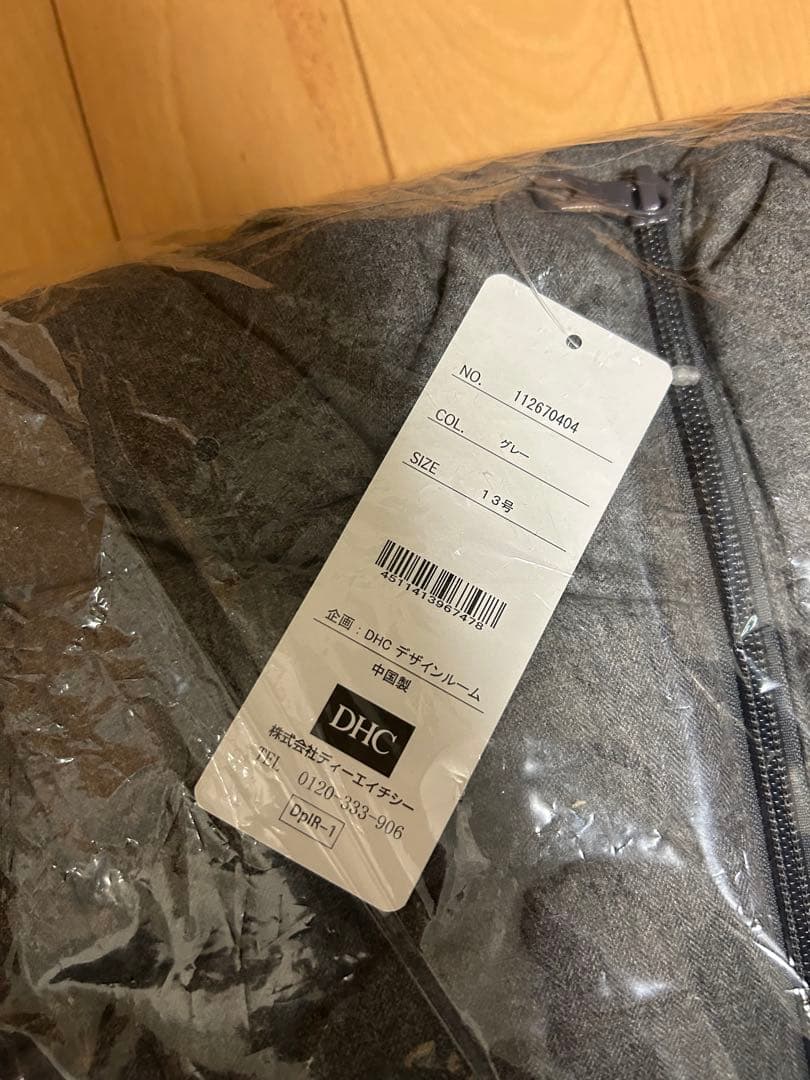 NO. 112670404
COL. グレー
SIZE 13号
4511413967478
企画:DHC デザインルーム
中国製
DHC
株式会社ディーエイチシー
TEL 0120-333-906
DpIR-1